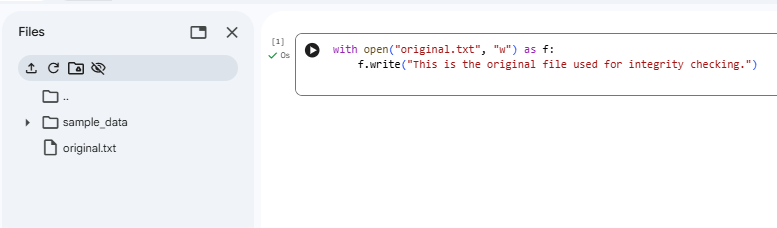 Files
..
sample_data
original.txt
[1]
0s
with open("original.txt", "w") as f:
    f.write("This is the original file used for integrity checking.")